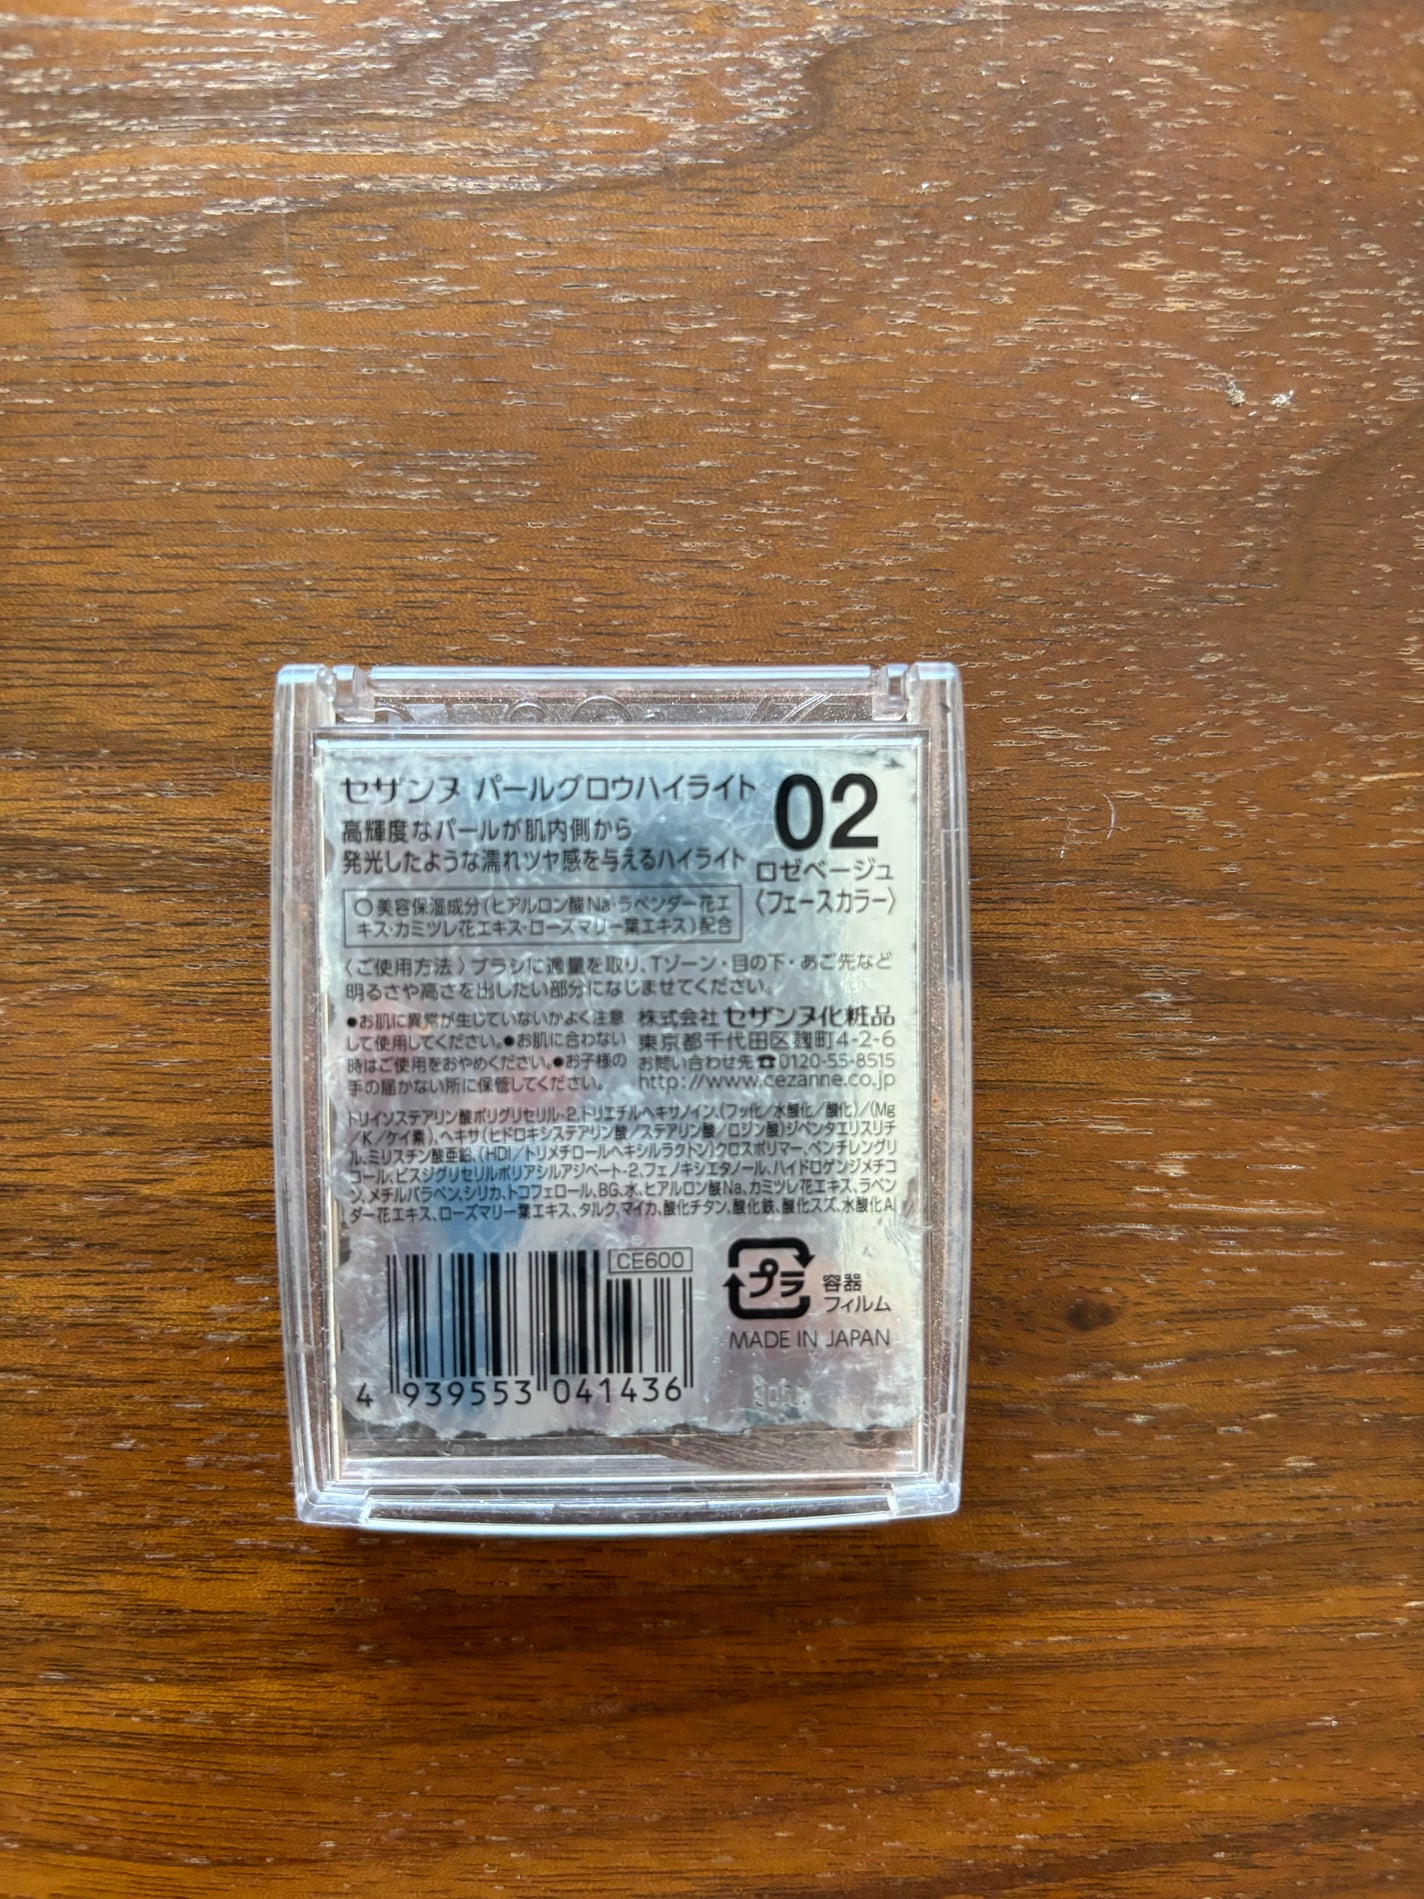 セザンヌ パールグロウハイライト
02
高輝度なパールが肌内側から
発光したような濡れツヤ感を与えるハイライト
ロゼベージュ
〈フェースカラー〉
○美容保湿成分(ヒアルロン酸Na・ラベンダー花エ
キス・カミツレ花エキス・ローズマリー葉エキス)配合
〈ご使用方法〉ブラシに適量を取り、Tゾーン・目の下・あご先など
明るさや高さを出したい部分になじませてください。
●お肌に異常が生じていないかよく注意
して使用してください。●お肌に合わない
時はご使用をおやめください。●お子様の
手の届かない所に保管してください。
株式会社 セザンヌ化粧品
東京都千代田区麹町4-2-6
お問い合わせ先☎0120-55-8515
http://www.cezanne.co.jp
トリイソステアリン酸ポリグリセリル-2、トリエチルヘキサノイン、(フッ化/水酸化/酸化)/(Mg
/K/ケイ素)、ヘキサ(ヒドロキシステアリン酸/ステアリン酸/ロジン酸)ジペンタエリスリチ
ル、ミリスチン酸亜鉛、(HDI/トリメチロールヘキシルラクトン)クロスポリマー、ペンチレングリ
コール、ビスジグリセリルポリアシルアジペート-2、フェノキシエタノール、ハイドロゲンジメチコ
ン、メチルパラベン、シリカ、トコフェロール、BG、水、ヒアルロン酸Na、カミツレ花エキス、ラベン
ダー花エキス、ローズマリー葉エキス、タルク、マイカ、酸化チタン、酸化鉄、酸化スズ、水酸化Al
CE600
4 939553 041436
プラ
容器
フィルム
MADE IN JAPAN